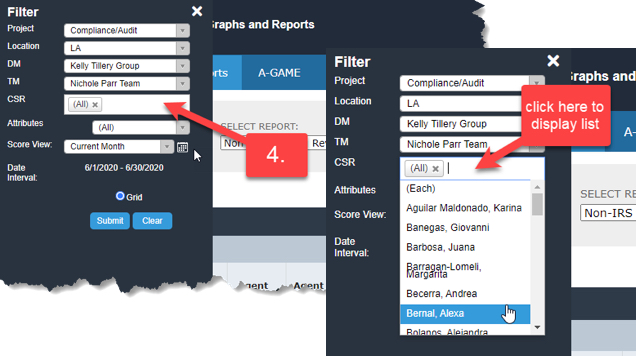 Filter
Graphs and Reports
Project
Compliance/Audit
Location
LA
DM
Kelly Tillery Group
TM
Nichole Parr Team
CSR
(All)
Attributes
(All)
Score View:
Current Month
Date
Interval:
6/1/2020 - 6/30/2020
Grid
Submit
Clear
A-GAME
SELECT REPORT:
4.
Agent
Filter
Graphs and
Project
Compliance/Audit
Location
LA
DM
Kelly Tillery Group
TM
Nichole Parr Team
CSR
(All)
Attributes
Score View:
Date
Interval:
(Each)
Aguilar Maldonado, Karina
Banegas, Giovanni
Barbosa, Juana
Barragan-Lomeli,
Margarita
Becerra, Andrea
Bernal, Alexa
Bolanos, Alejandra
click here to
display list
A-
SELECT RE
Non-IRS